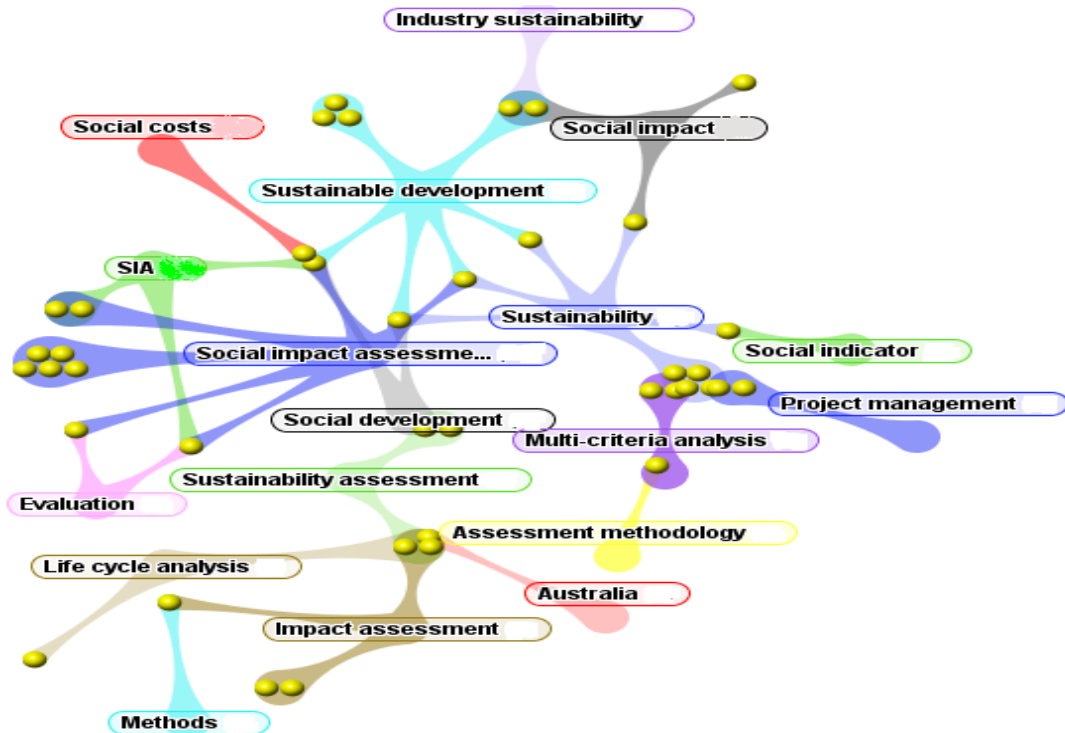 Industry sustainability
Social costs
Social impact
Sustainable development
SIA
Sustainability
Social impact assessme...
Social indicator
Project management
Social development
Multi-criteria analysis
Sustainability assessment
Evaluation
Assessment methodology
Life cycle analysis
Australia
Impact assessment
Methods